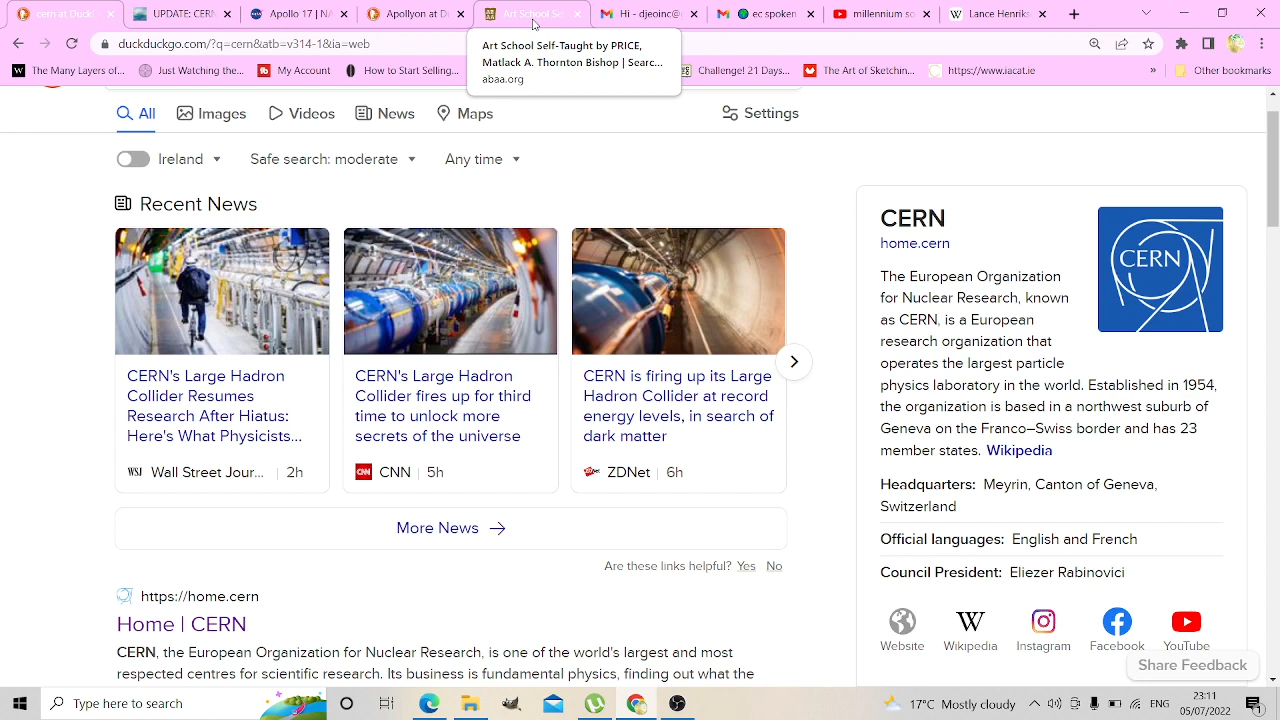 cern at Duckd
UPDATE: CERN
Apollo 17 | NA
Apollyon at D
Art School Sel
Hi - djeoinc@
ec spoken
millennium so
Lance Henriks
duckduckgo.com/?q=cern&atb=v314-1&ia=web
The Many Layer...
Just Watching the...
My Account
How to Start Selling...
Change! 21 Days...
The Art of Sketchin...
https://www.iacat.ie
»
Other bookmarks
Art School Self-Taught by PRICE,
Matlack A. Thornton Bishop | Searc...
abaa.org
All
Images
Videos
News
Maps
Settings
Ireland
Safe search: moderate
Any time
Recent News
CERN's Large Hadron
Collider Resumes
Research After Hiatus:
Here's What Physicists...
WSJ Wall Street Jour... | 2h
CERN's Large Hadron
Collider fires up for third
time to unlock more
secrets of the universe
CNN CNN | 5h
CERN is firing up its Large
Hadron Collider at record
energy levels, in search of
dark matter
ZDNet | 6h
More News
Are these links helpful? Yes No
https://home.cern
Home | CERN
CERN, the European Organization for Nuclear Research, is one of the world's largest and most
respected centres for scientific research. Its business is fundamental physics, finding out what the
CERN
home.cern
CERN
The European Organization
for Nuclear Research, known
as CERN, is a European
research organization that
operates the largest particle
physics laboratory in the world. Established in 1954,
the organization is based in a northwest suburb of
Geneva on the Franco–Swiss border and has 23
member states. Wikipedia
Headquarters: Meyrin, Canton of Geneva,
Switzerland
Official languages: English and French
Council President: Eliezer Rabinovici
Website
Wikipedia
Instagram
Facebook
YouTube
Share Feedback
Type here to search
17°C Mostly cloudy
ENG
23:11
05/07/2022
1